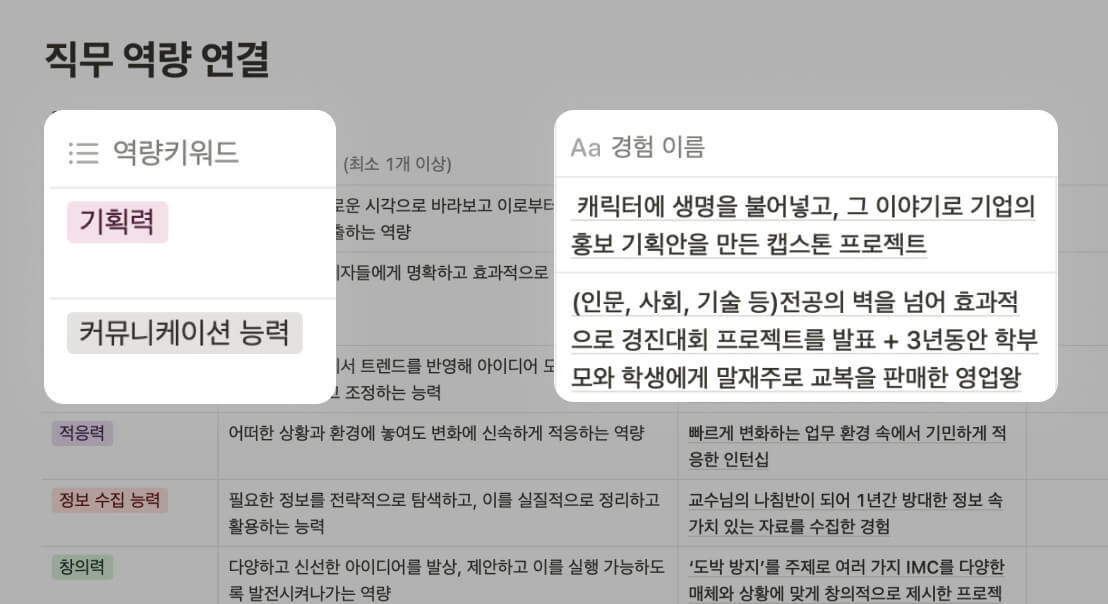 직무 역량 연결
역량키워드
(최소 1개 이상)
Aa 경험 이름
기획력
로운 시각으로 바라보고 이로부터
출하는 역량
캐릭터에 생명을 불어넣고, 그 이야기로 기업의
홍보 기획안을 만든 캡스톤 프로젝트
커뮤니케이션 능력
자들에게 명확하고 효과적으로
(인문, 사회, 기술 등)전공의 벽을 넘어 효과적
으로 경진대회 프로젝트를 발표 + 3년동안 학부
모와 학생에게 말재주로 교복을 판매한 영업왕
서 트렌드를 반영해 아이디어 도
고 조정하는 능력
적응력
어떠한 상황과 환경에 놓여도 변화에 신속하게 적응하는 역량
빠르게 변화하는 업무 환경 속에서 기민하게 적
응한 인턴십
정보 수집 능력
필요한 정보를 전략적으로 탐색하고, 이를 실질적으로 정리하고
활용하는 능력
교수님의 나침반이 되어 1년간 방대한 정보 속
가치 있는 자료를 수집한 경험
창의력
다양하고 신선한 아이디어를 발상, 제안하고 이를 실행 가능하도
록 발전시켜나가는 역량
‘도박 방지’를 주제로 여러 가지 IMC를 다양한
매체와 상황에 맞게 창의적으로 제시한 프로젝